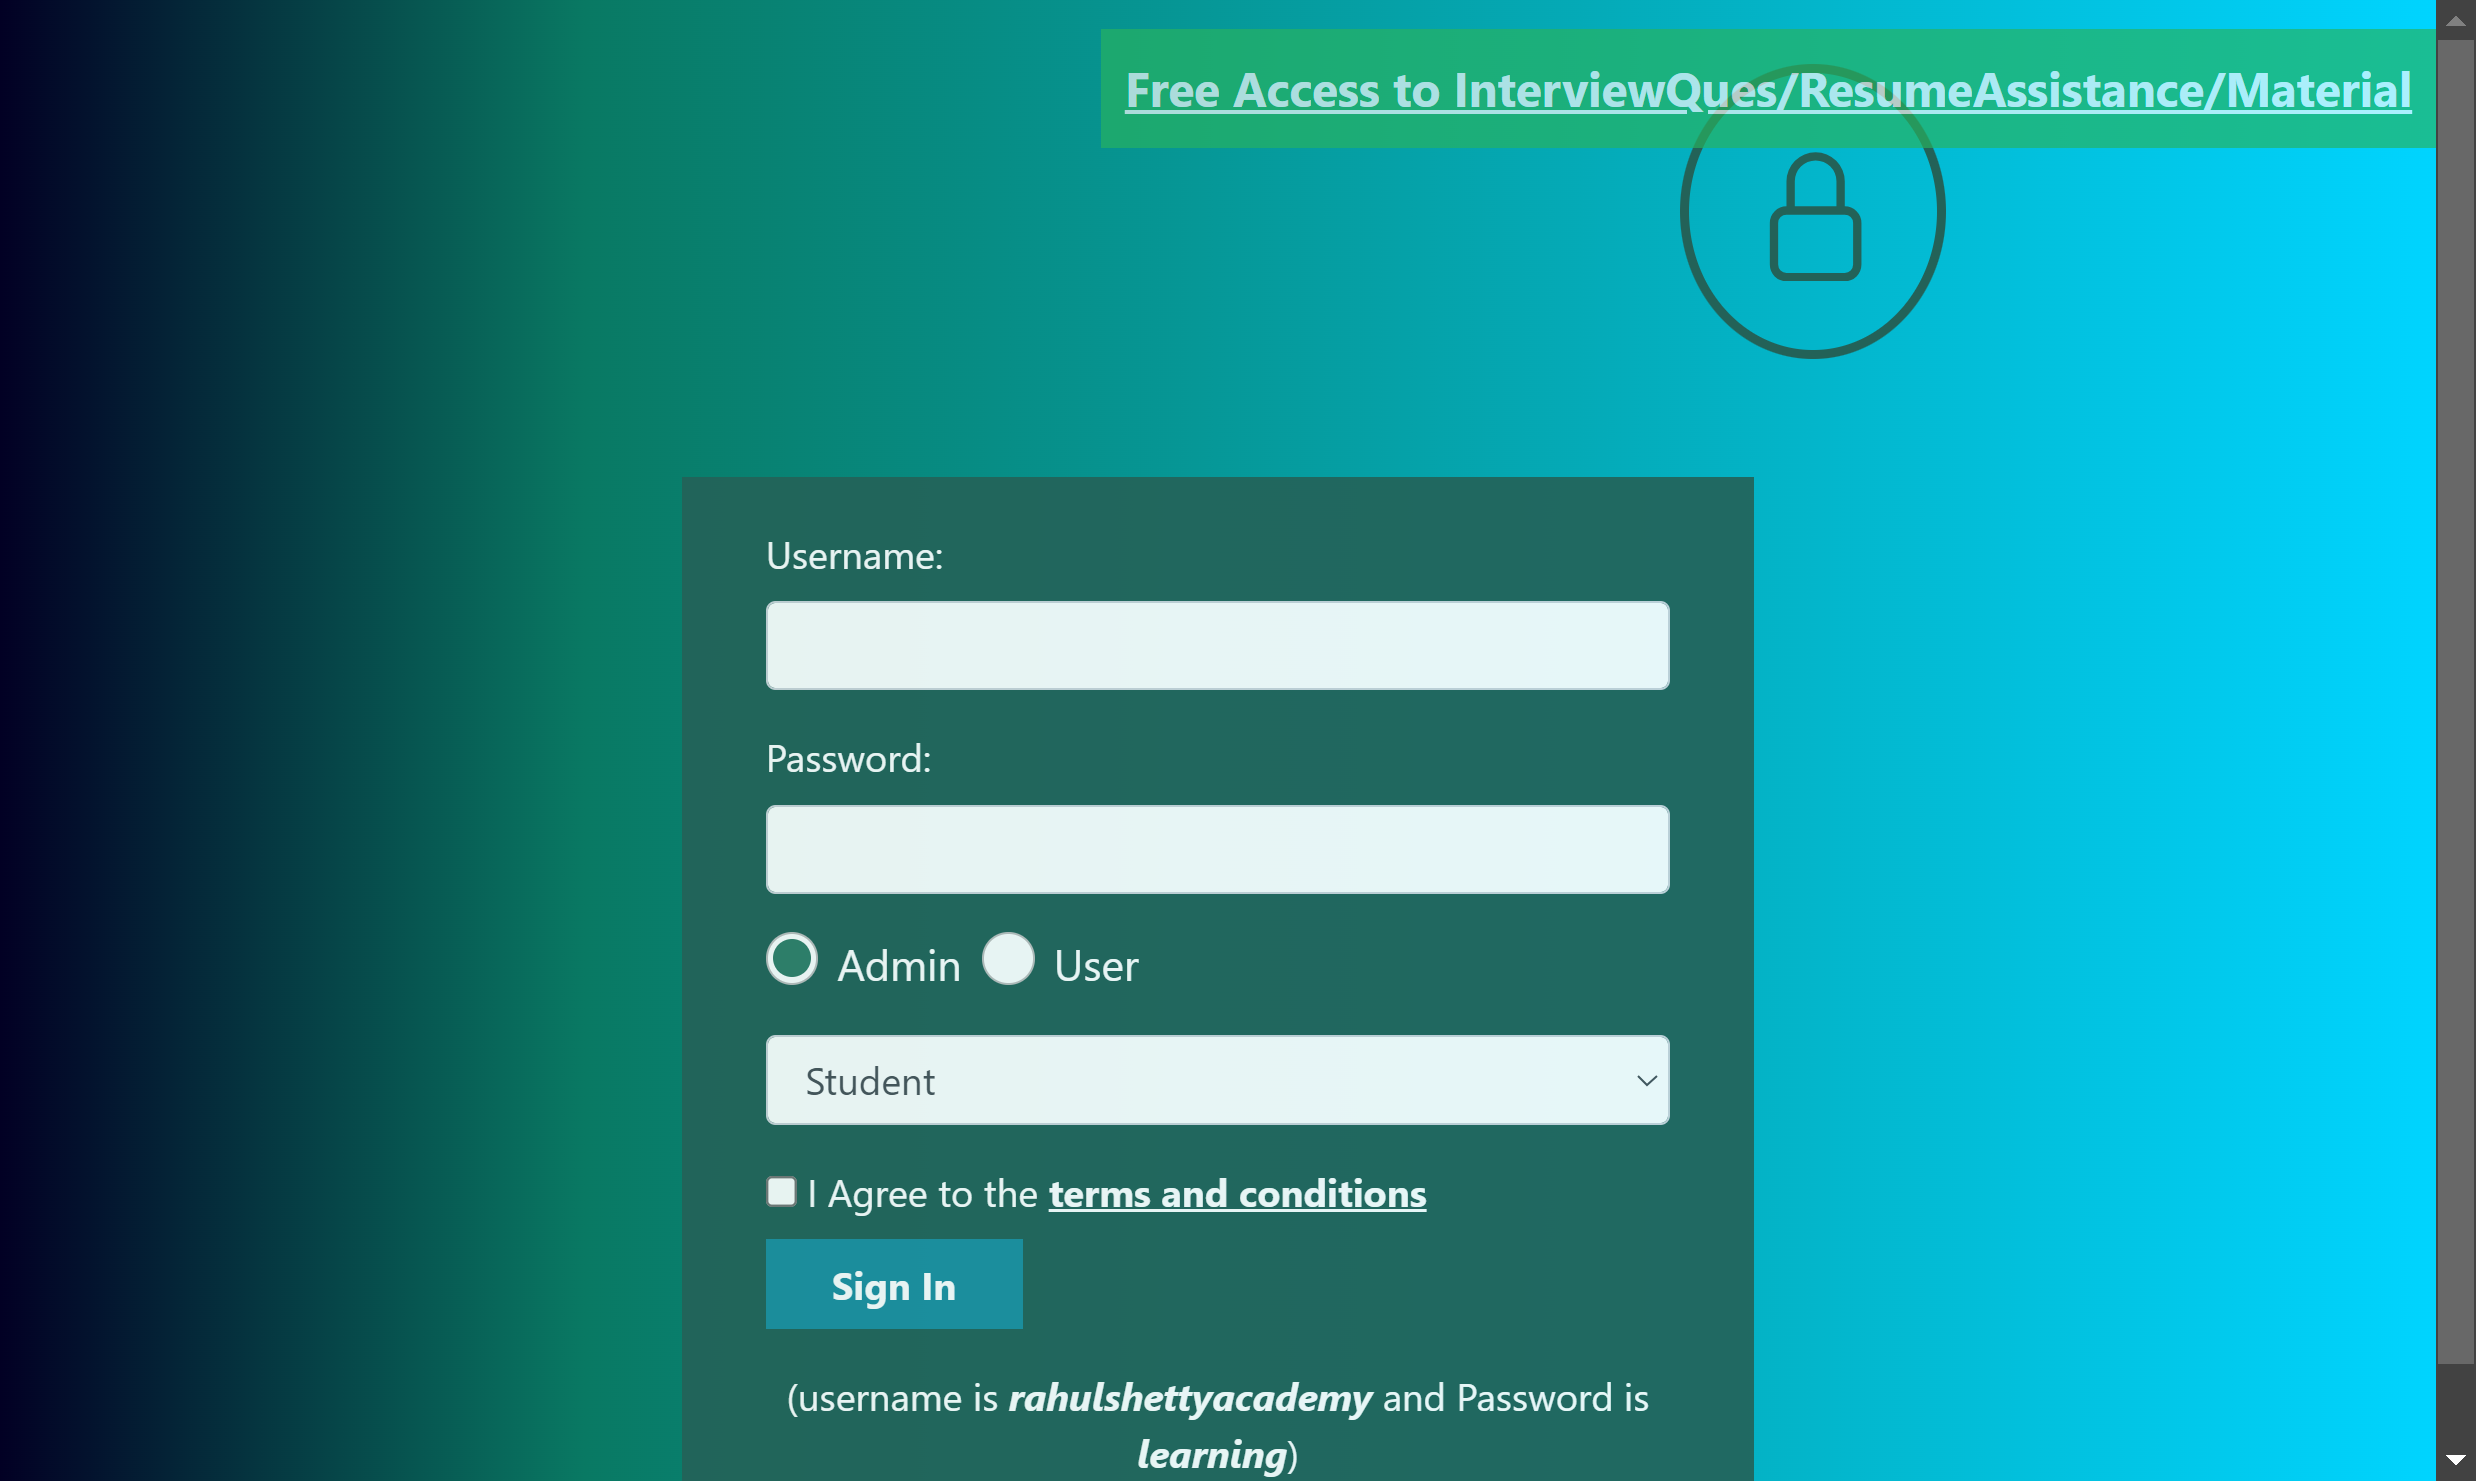 Free Access to InterviewQues/ResumeAssistance/Material
Username:
Password:
Admin User
Student
I Agree to the terms and conditions
Sign In
(username is rahulshettyacademy and Password is
learning)